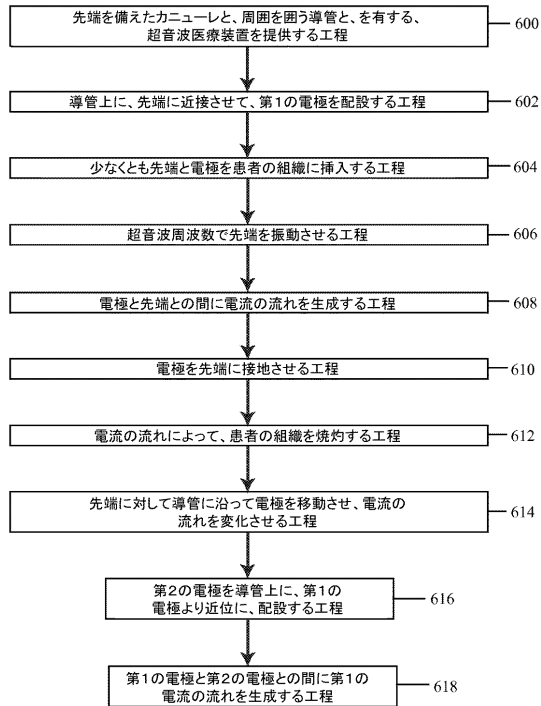 先端を備えたカニューレと、周囲を囲う導管と、を有する、
超音波医療装置を提供する工程
600
導管上に、先端に近接させて、第1の電極を配設する工程
602
少なくとも先端と電極を患者の組織に挿入する工程
604
超音波周波数で先端を振動させる工程
606
電極と先端との間に電流の流れを生成する工程
608
電極を先端に接地させる工程
610
電流の流れによって、患者の組織を焼灼する工程
612
先端に対して導管に沿って電極を移動させ、電流の
流れを変化させる工程
614
第2の電極を導管上に、第1の
電極より近位に、配設する工程
616
第1の電極と第2の電極との間に第1の
電流の流れを生成する工程
618